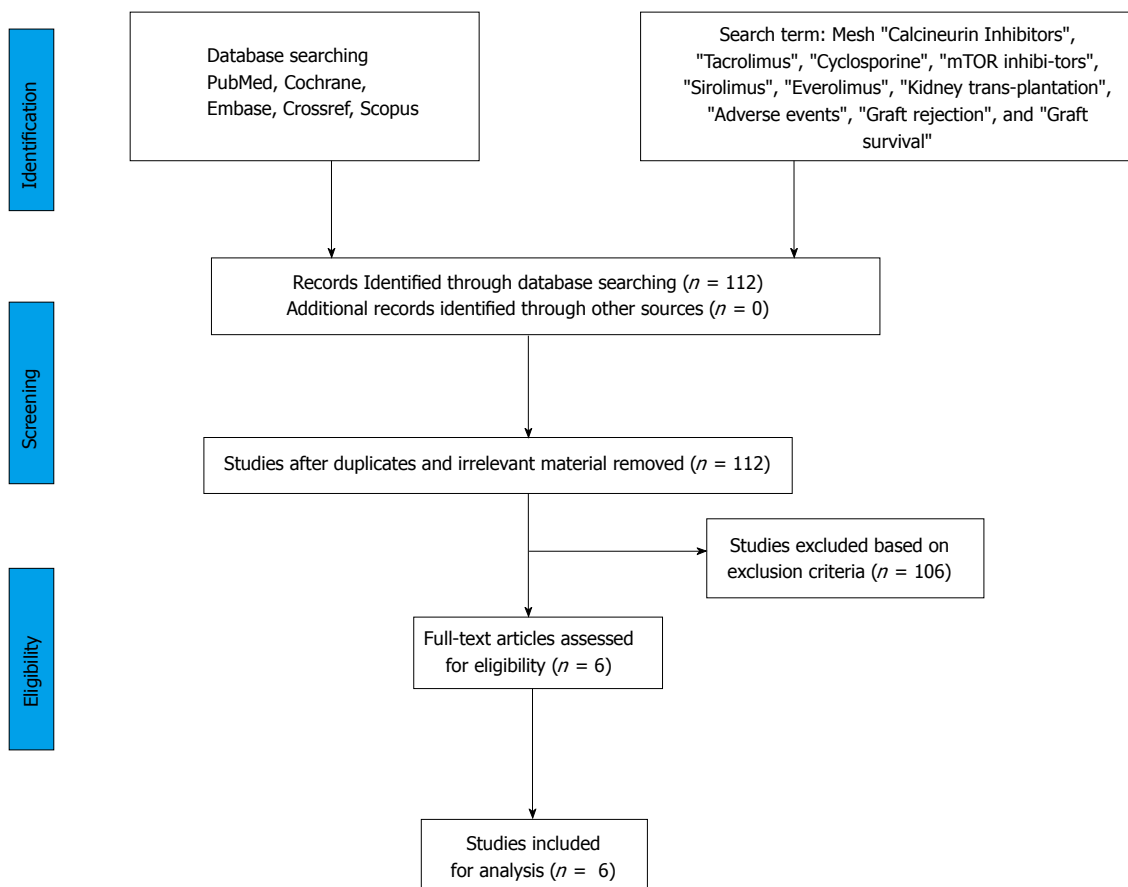 Identification
Database searching
PubMed, Cochrane,
Embase, Crossref, Scopus
Search term: Mesh "Calcineurin Inhibitors",
"Tacrolimus", "Cyclosporine", "mTOR inhibi-tors",
"Sirolimus", "Everolimus", "Kidney trans-plantation",
"Adverse events", "Graft rejection", and "Graft
survival"
Records Identified through database searching (n = 112)
Additional records identified through other sources (n = 0)
Screening
Studies after duplicates and irrelevant material removed (n = 112)
Studies excluded based on
exclusion criteria (n = 106)
Eligibility
Full-text articles assessed
for eligibility (n = 6)
Studies included
for analysis (n = 6)